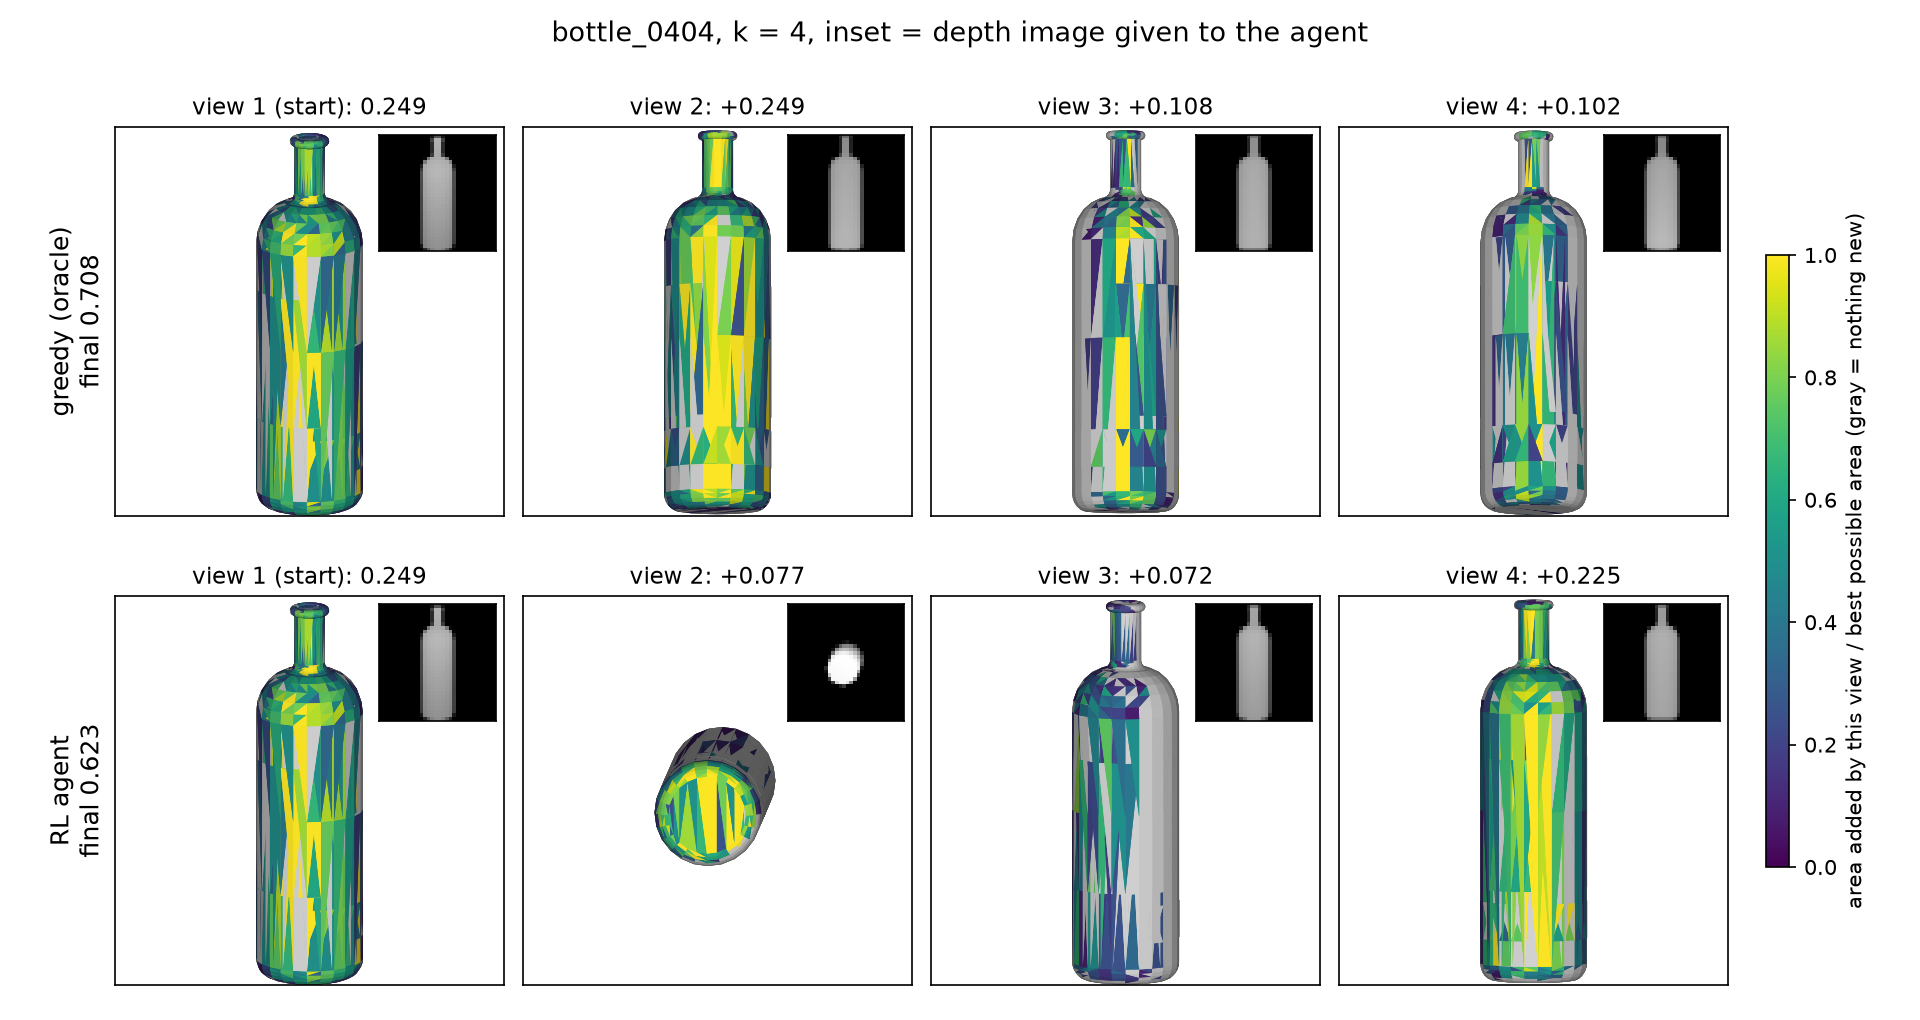 bottle_0404, k = 4, inset = depth image given to the agent
view 1 (start): 0.249
view 2: +0.249
view 3: +0.108
view 4: +0.102
greedy (oracle)
final 0.708
view 1 (start): 0.249
view 2: +0.077
view 3: +0.072
view 4: +0.225
RL agent
final 0.623
1.0
0.8
0.6
0.4
0.2
0.0
area added by this view / best possible area (gray = nothing new)